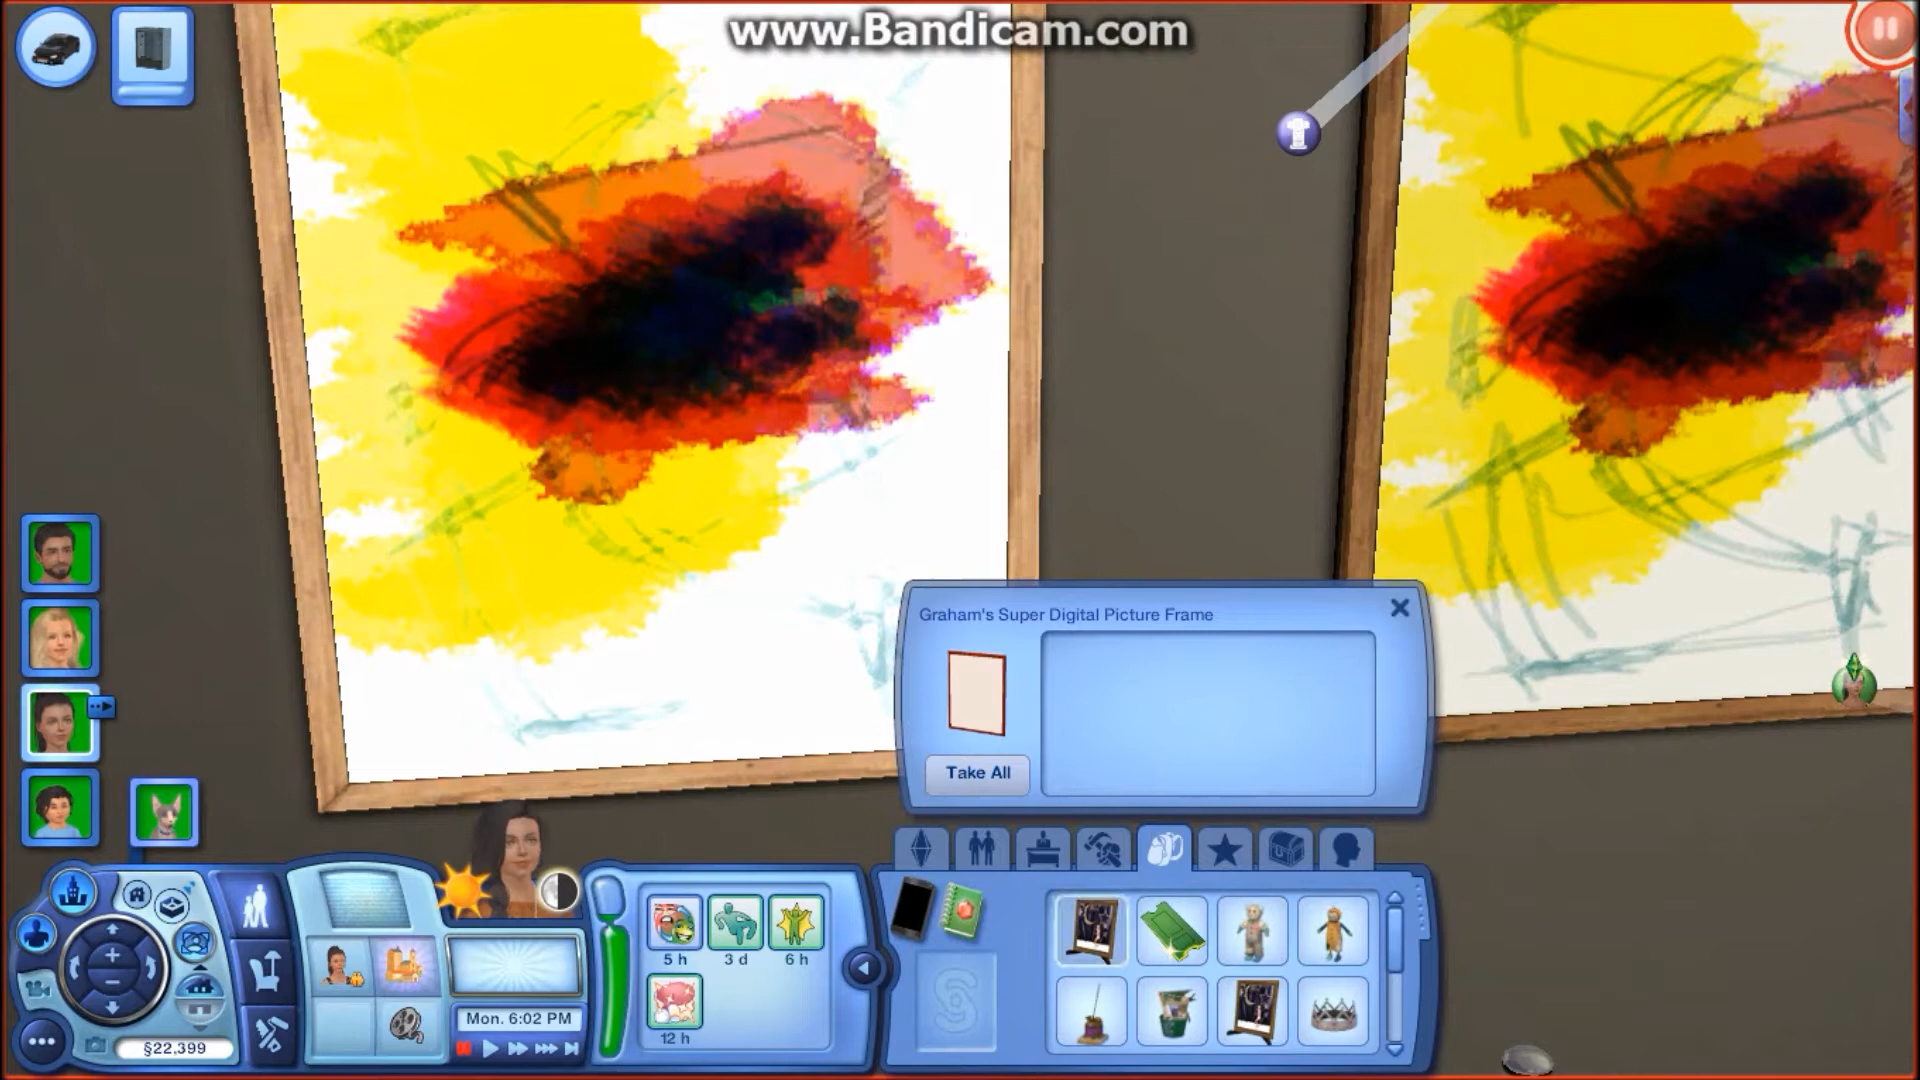 www.Bandicam.com
Graham's Super Digital Picture Frame
Take All
5 h
3 d
6 h
12 h
Mon. 6:02 PM
§22,399